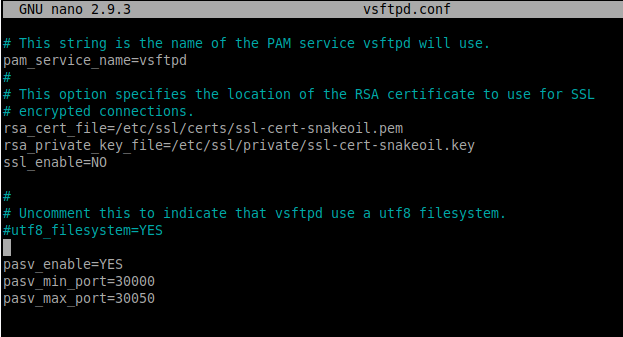 GNU nano 2.9.3 vsftpd.conf
# This string is the name of the PAM service vsftpd will use.
pam_service_name=vsftpd
#
# This option specifies the location of the RSA certificate to use for SSL
# encrypted connections.
rsa_cert_file=/etc/ssl/certs/ssl-cert-snakeoil.pem
rsa_private_key_file=/etc/ssl/private/ssl-cert-snakeoil.key
ssl_enable=NO
#
# Uncomment this to indicate that vsftpd use a utf8 filesystem.
#utf8_filesystem=YES
pasv_enable=YES
pasv_min_port=30000
pasv_max_port=30050